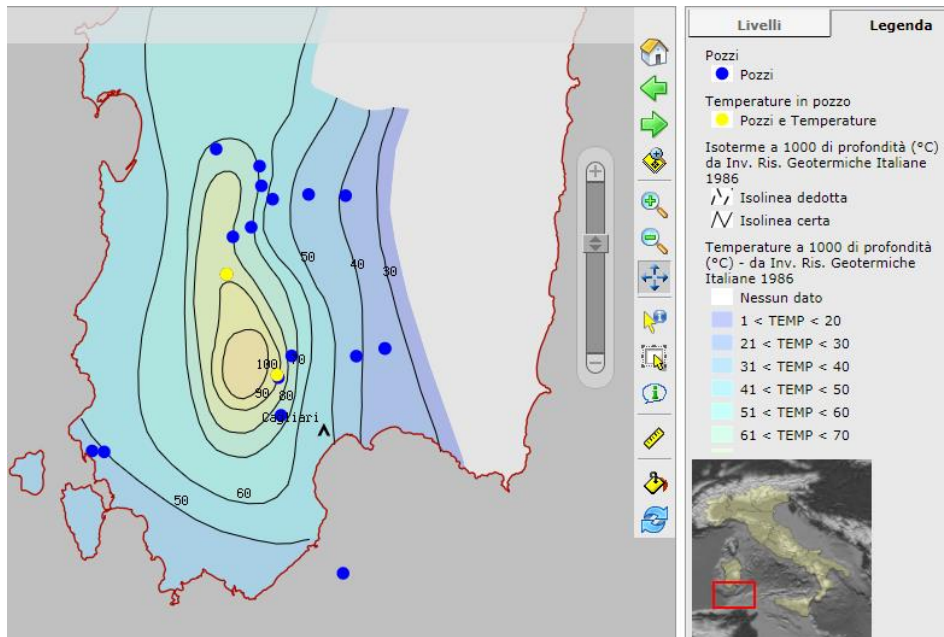 Livelli
Legenda
Pozzi
Pozzi
Temperature in pozzo
Pozzi e Temperature
Isoterme a 1000 di profondità (°C)
da Inv. Ris. Geotermiche Italiane
1986
Isolinea dedotta
Isolinea certa
Temperature a 1000 di profondità
(°C) - da Inv. Ris. Geotermiche
Italiane 1986
Nessun dato
1 < TEMP < 20
21 < TEMP < 30
31 < TEMP < 40
41 < TEMP < 50
51 < TEMP < 60
61 < TEMP < 70
50
40
30
100
70
90
80
Cagliari
60
50